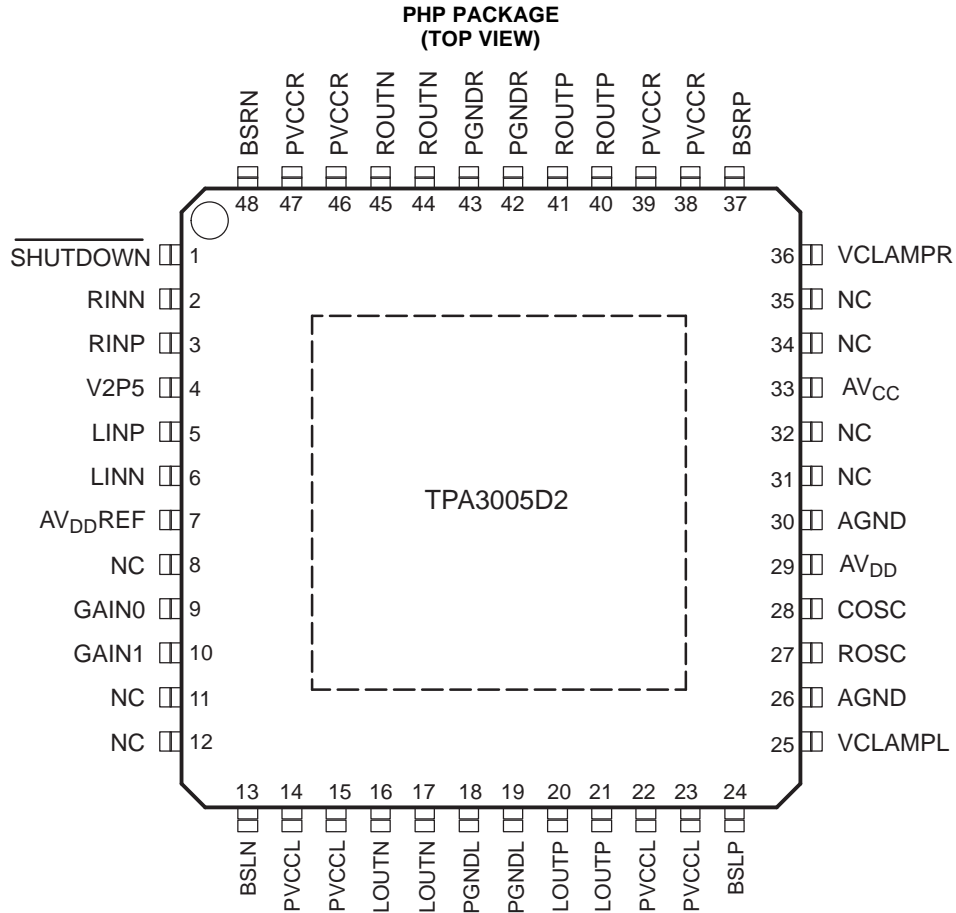 PHP PACKAGE
(TOP VIEW)
BSRN
PVCCR
PVCCR
ROUTN
ROUTN
PGNDR
PGNDR
ROUTP
ROUTP
PVCCR
PVCCR
BSRP
48 47 46 45 44 43 42 41 40 39 38 37
SHUTDOWN 1
RINN 2
RINP 3
V2P5 4
LINP 5
LINN 6
AVDDREF 7
NC 8
GAIN0 9
GAIN1 10
NC 11
NC 12
TPA3005D2
36 VCLAMPR
35 NC
34 NC
33 AVCC
32 NC
31 NC
30 AGND
29 AVDD
28 COSC
27 ROSC
26 AGND
25 VCLAMPL
13 14 15 16 17 18 19 20 21 22 23 24
BSLN
PVCCL
PVCCL
LOUTN
LOUTN
PGNDL
PGNDL
LOUTP
LOUTP
PVCCL
PVCCL
BSLP